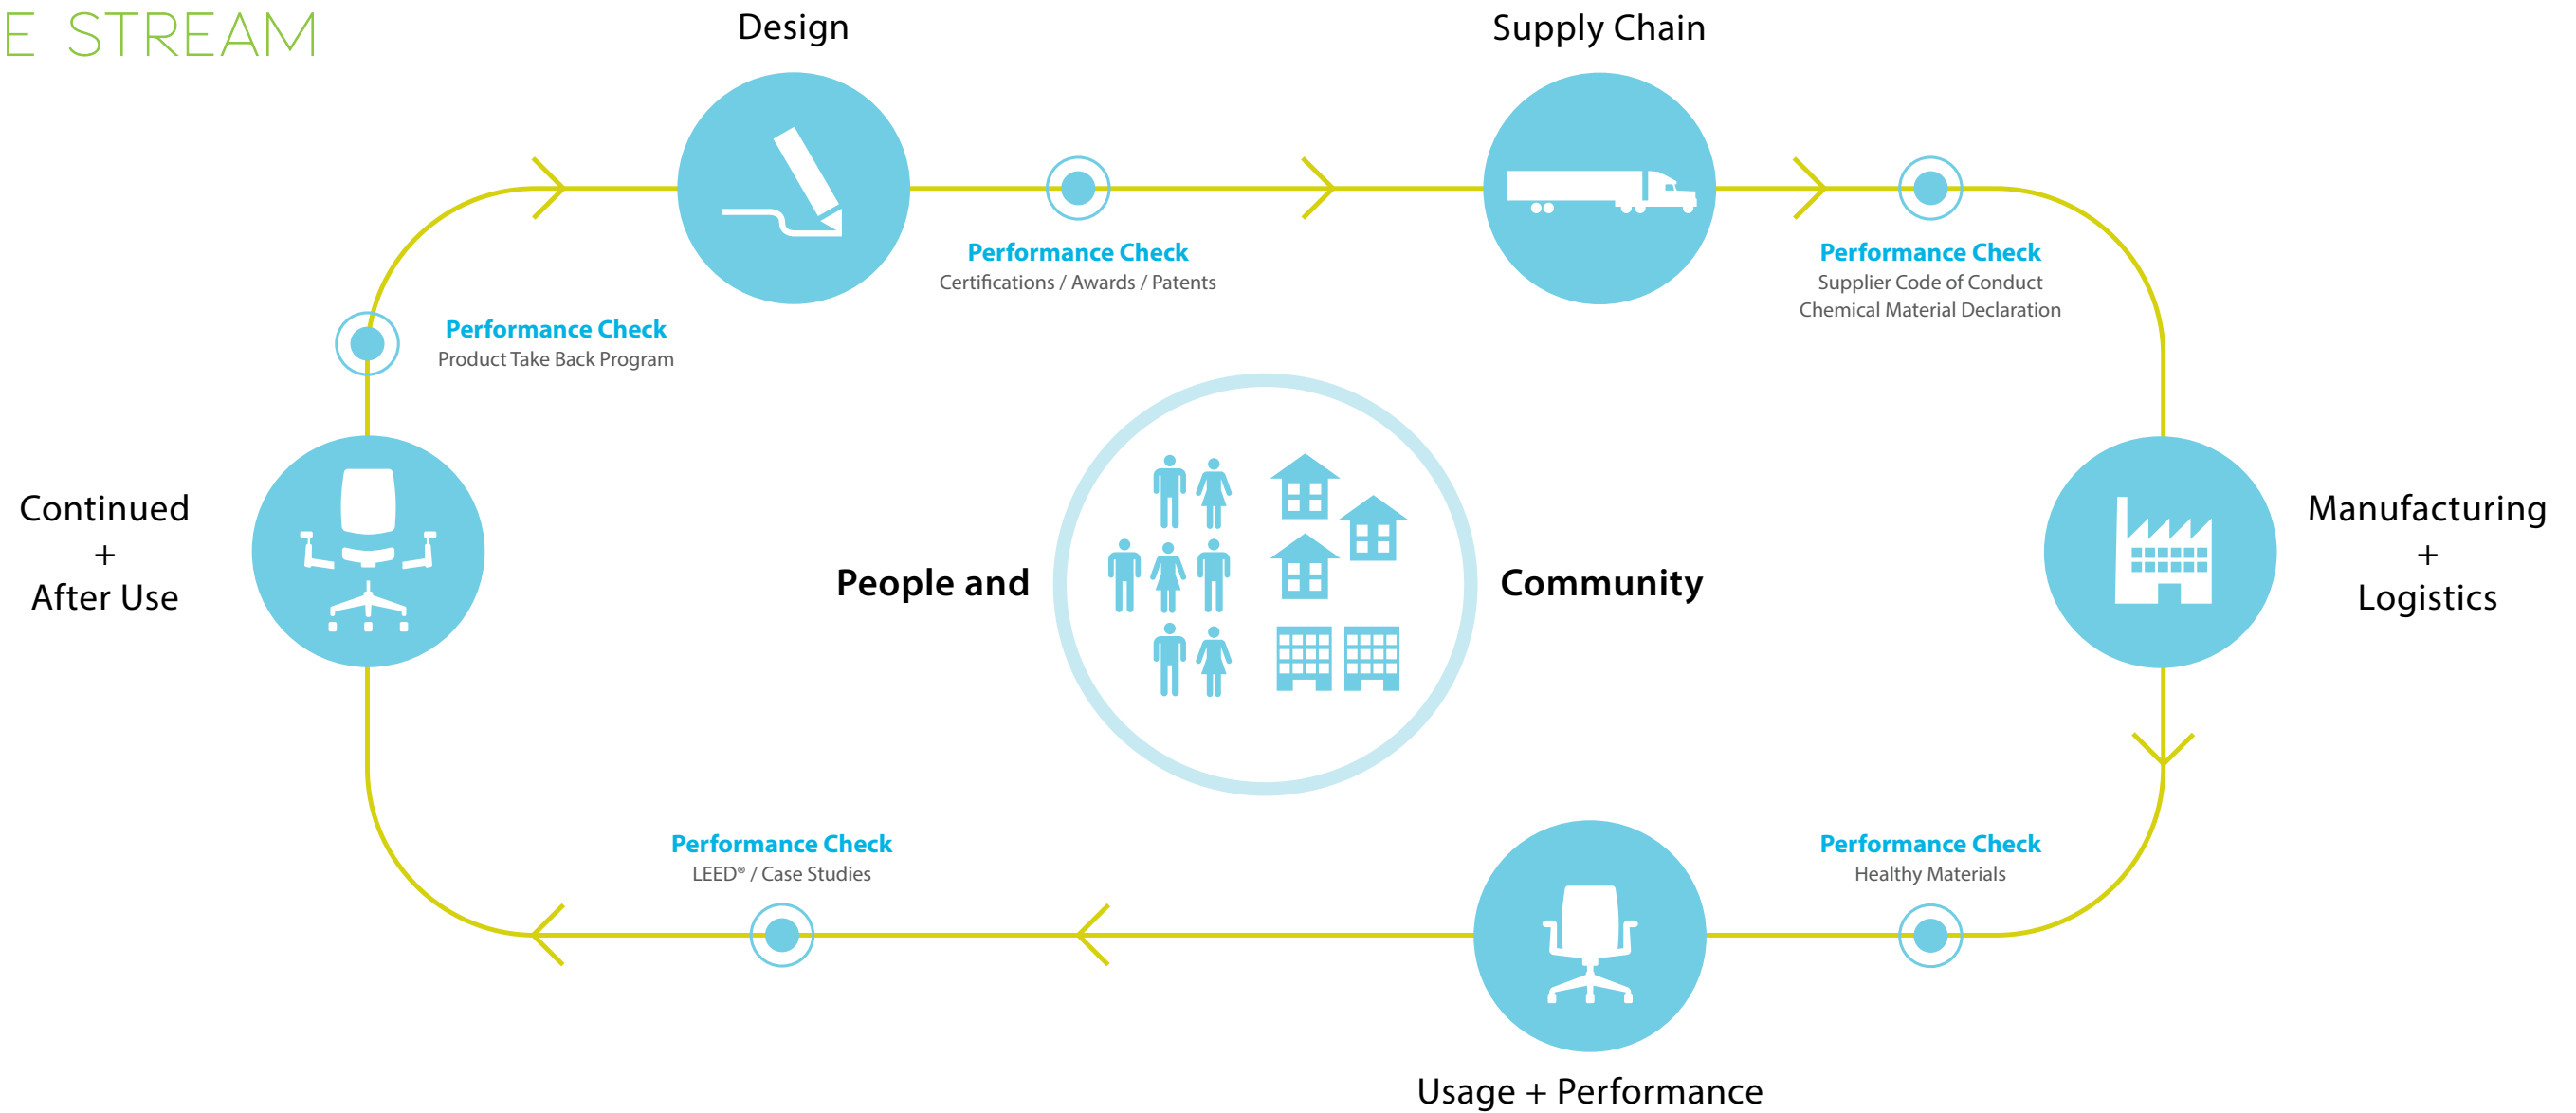 E STREAM
Design
Supply Chain
Performance Check
Certifications / Awards / Patents
Performance Check
Supplier Code of Conduct
Chemical Material Declaration
Performance Check
Product Take Back Program
Continued
+
After Use
People and
Community
Manufacturing
+
Logistics
Performance Check
LEED® / Case Studies
Performance Check
Healthy Materials
Usage + Performance